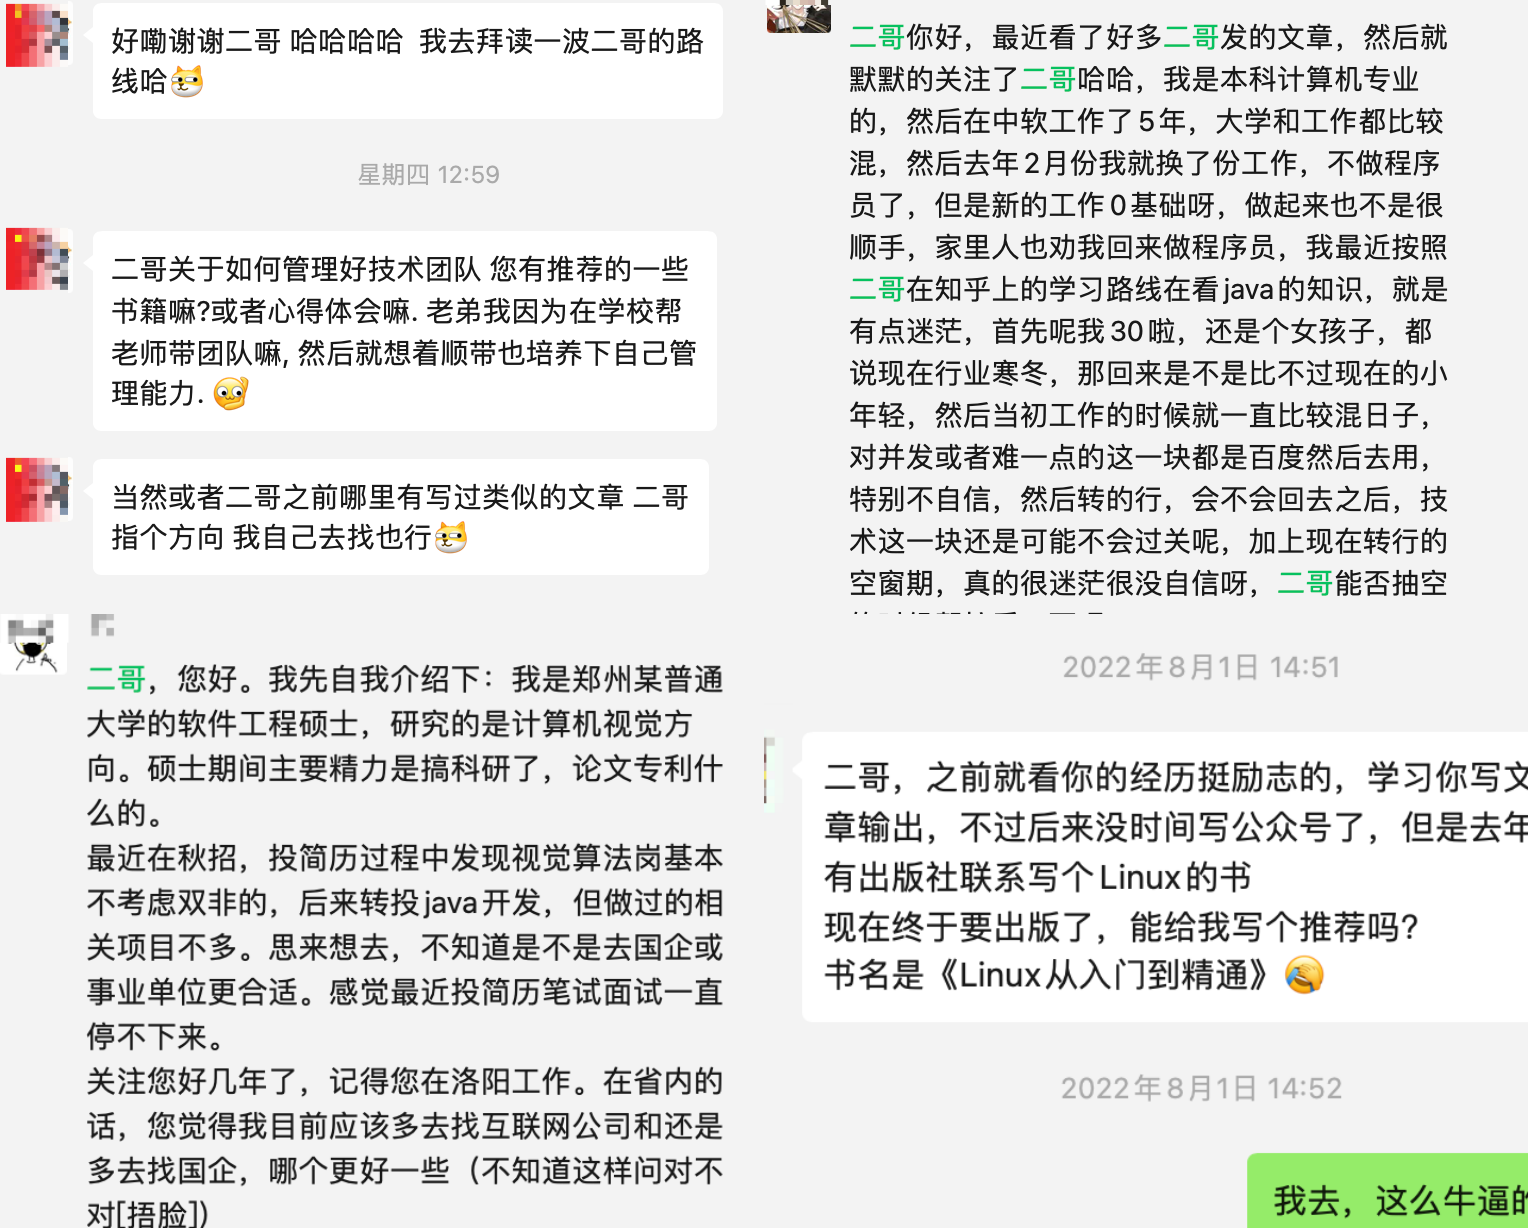 好嘞谢谢二哥 哈哈哈哈 我去拜读一波二哥的路
线哈
星期四 12:59
二哥关于如何管理好技术团队 您有推荐的一些
书籍嘛?或者心得体会嘛. 老弟我因为在学校帮
老师带团队嘛, 然后就想着顺带也培养下自己管
理能力.
当然或者二哥之前哪里有写过类似的文章 二哥
指个方向 我自己去找也行
二哥，您好。我先自我介绍下：我是郑州某普通
大学的软件工程硕士，研究的是计算机视觉方
向。硕士期间主要精力是搞科研了，论文专利什
么的。
最近在秋招，投简历过程中发现视觉算法岗基本
不考虑双非的，后来转投java开发，但做过的相
关项目不多。思来想去，不知道是不是去国企或
事业单位更合适。感觉最近投简历笔试面试一直
停不下来。
关注您好几年了，记得您在洛阳工作。在省内的
话，您觉得我目前应该多去找互联网公司和还是
多去找国企，哪个更好一些（不知道这样问对不
对[捂脸]）
二哥你好，最近看了好多二哥发的文章，然后就
默默的关注了二哥哈哈，我是本科计算机专业
的，然后在中软工作了5年，大学和工作都比较
混，然后去年2月份我就换了份工作，不做程序
员了，但是新的工作0基础呀，做起来也不是很
顺手，家里人也劝我回来做程序员，我最近按照
二哥在知乎上的学习路线在看java的知识，就是
有点迷茫，首先呢我30啦，还是个女孩子，都
说现在行业寒冬，那回来是不是比不过现在的小
年轻，然后当初工作的时候就一直比较混日子，
对并发或者难一点的这一块都是百度然后去用，
特别不自信，然后转的行，会不会回去之后，技
术这一块还是可能不会过关呢，加上现在转行的
空窗期，真的很迷茫很没自信呀，二哥能否抽空
2022年8月1日 14:51
二哥，之前就看你的经历挺励志的，学习你写文
章输出，不过后来没时间写公众号了，但是去年
有出版社联系写个Linux的书
现在终于要出版了，能给我写个推荐吗？
书名是《Linux从入门到精通》
2022年8月1日 14:52
我去，这么牛逼的